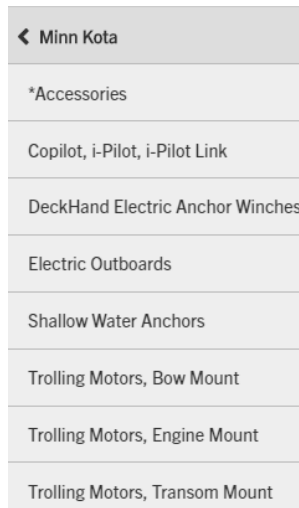 Minn Kota
*Accessories
Copilot, i-Pilot, i-Pilot Link
DeckHand Electric Anchor Winches
Electric Outboards
Shallow Water Anchors
Trolling Motors, Bow Mount
Trolling Motors, Engine Mount
Trolling Motors, Transom Mount